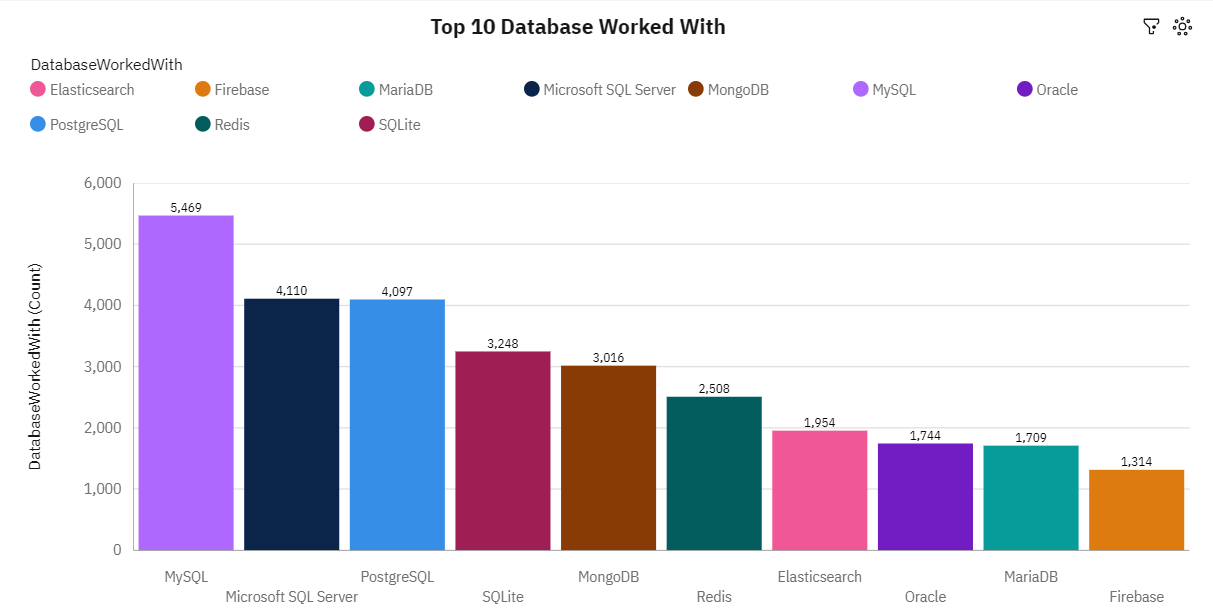 Top 10 Database Worked With
DatabaseWorkedWith
Elasticsearch Firebase MariaDB Microsoft SQL Server MongoDB MySQL Oracle
PostgreSQL Redis SQLite
DatabaseWorkedWith (Count)
6,000
5,000
4,000
3,000
2,000
1,000
0
5,469
4,110
4,097
3,248
3,016
2,508
1,954
1,744
1,709
1,314
MySQL PostgreSQL MongoDB Elasticsearch MariaDB
Microsoft SQL Server SQLite Redis Oracle Firebase